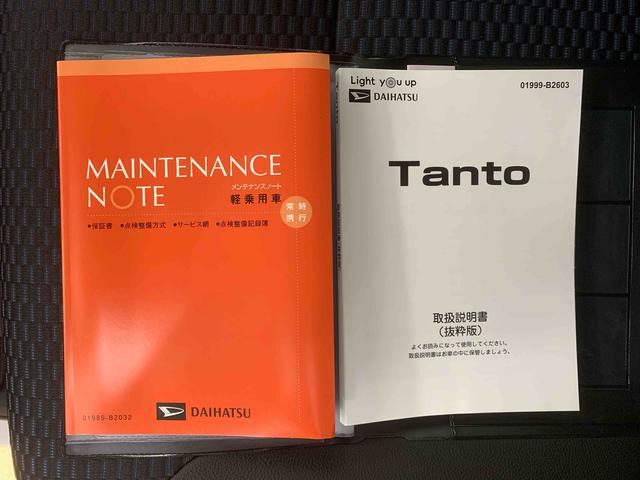 MAINTENANCE
NOTE
メンテナンスノート
軽乗用車
常時
携行
●保証書 ●点検整備方式 ●サービス網 ●点検整備記録簿
01989-B2032
DAIHATSU
Light you up
DAIHATSU
01999-B2603
Tanto
取扱説明書
（抜粋版）
よくお読みになって使用してください。
取扱説明書はお車の中に保管しましょう。